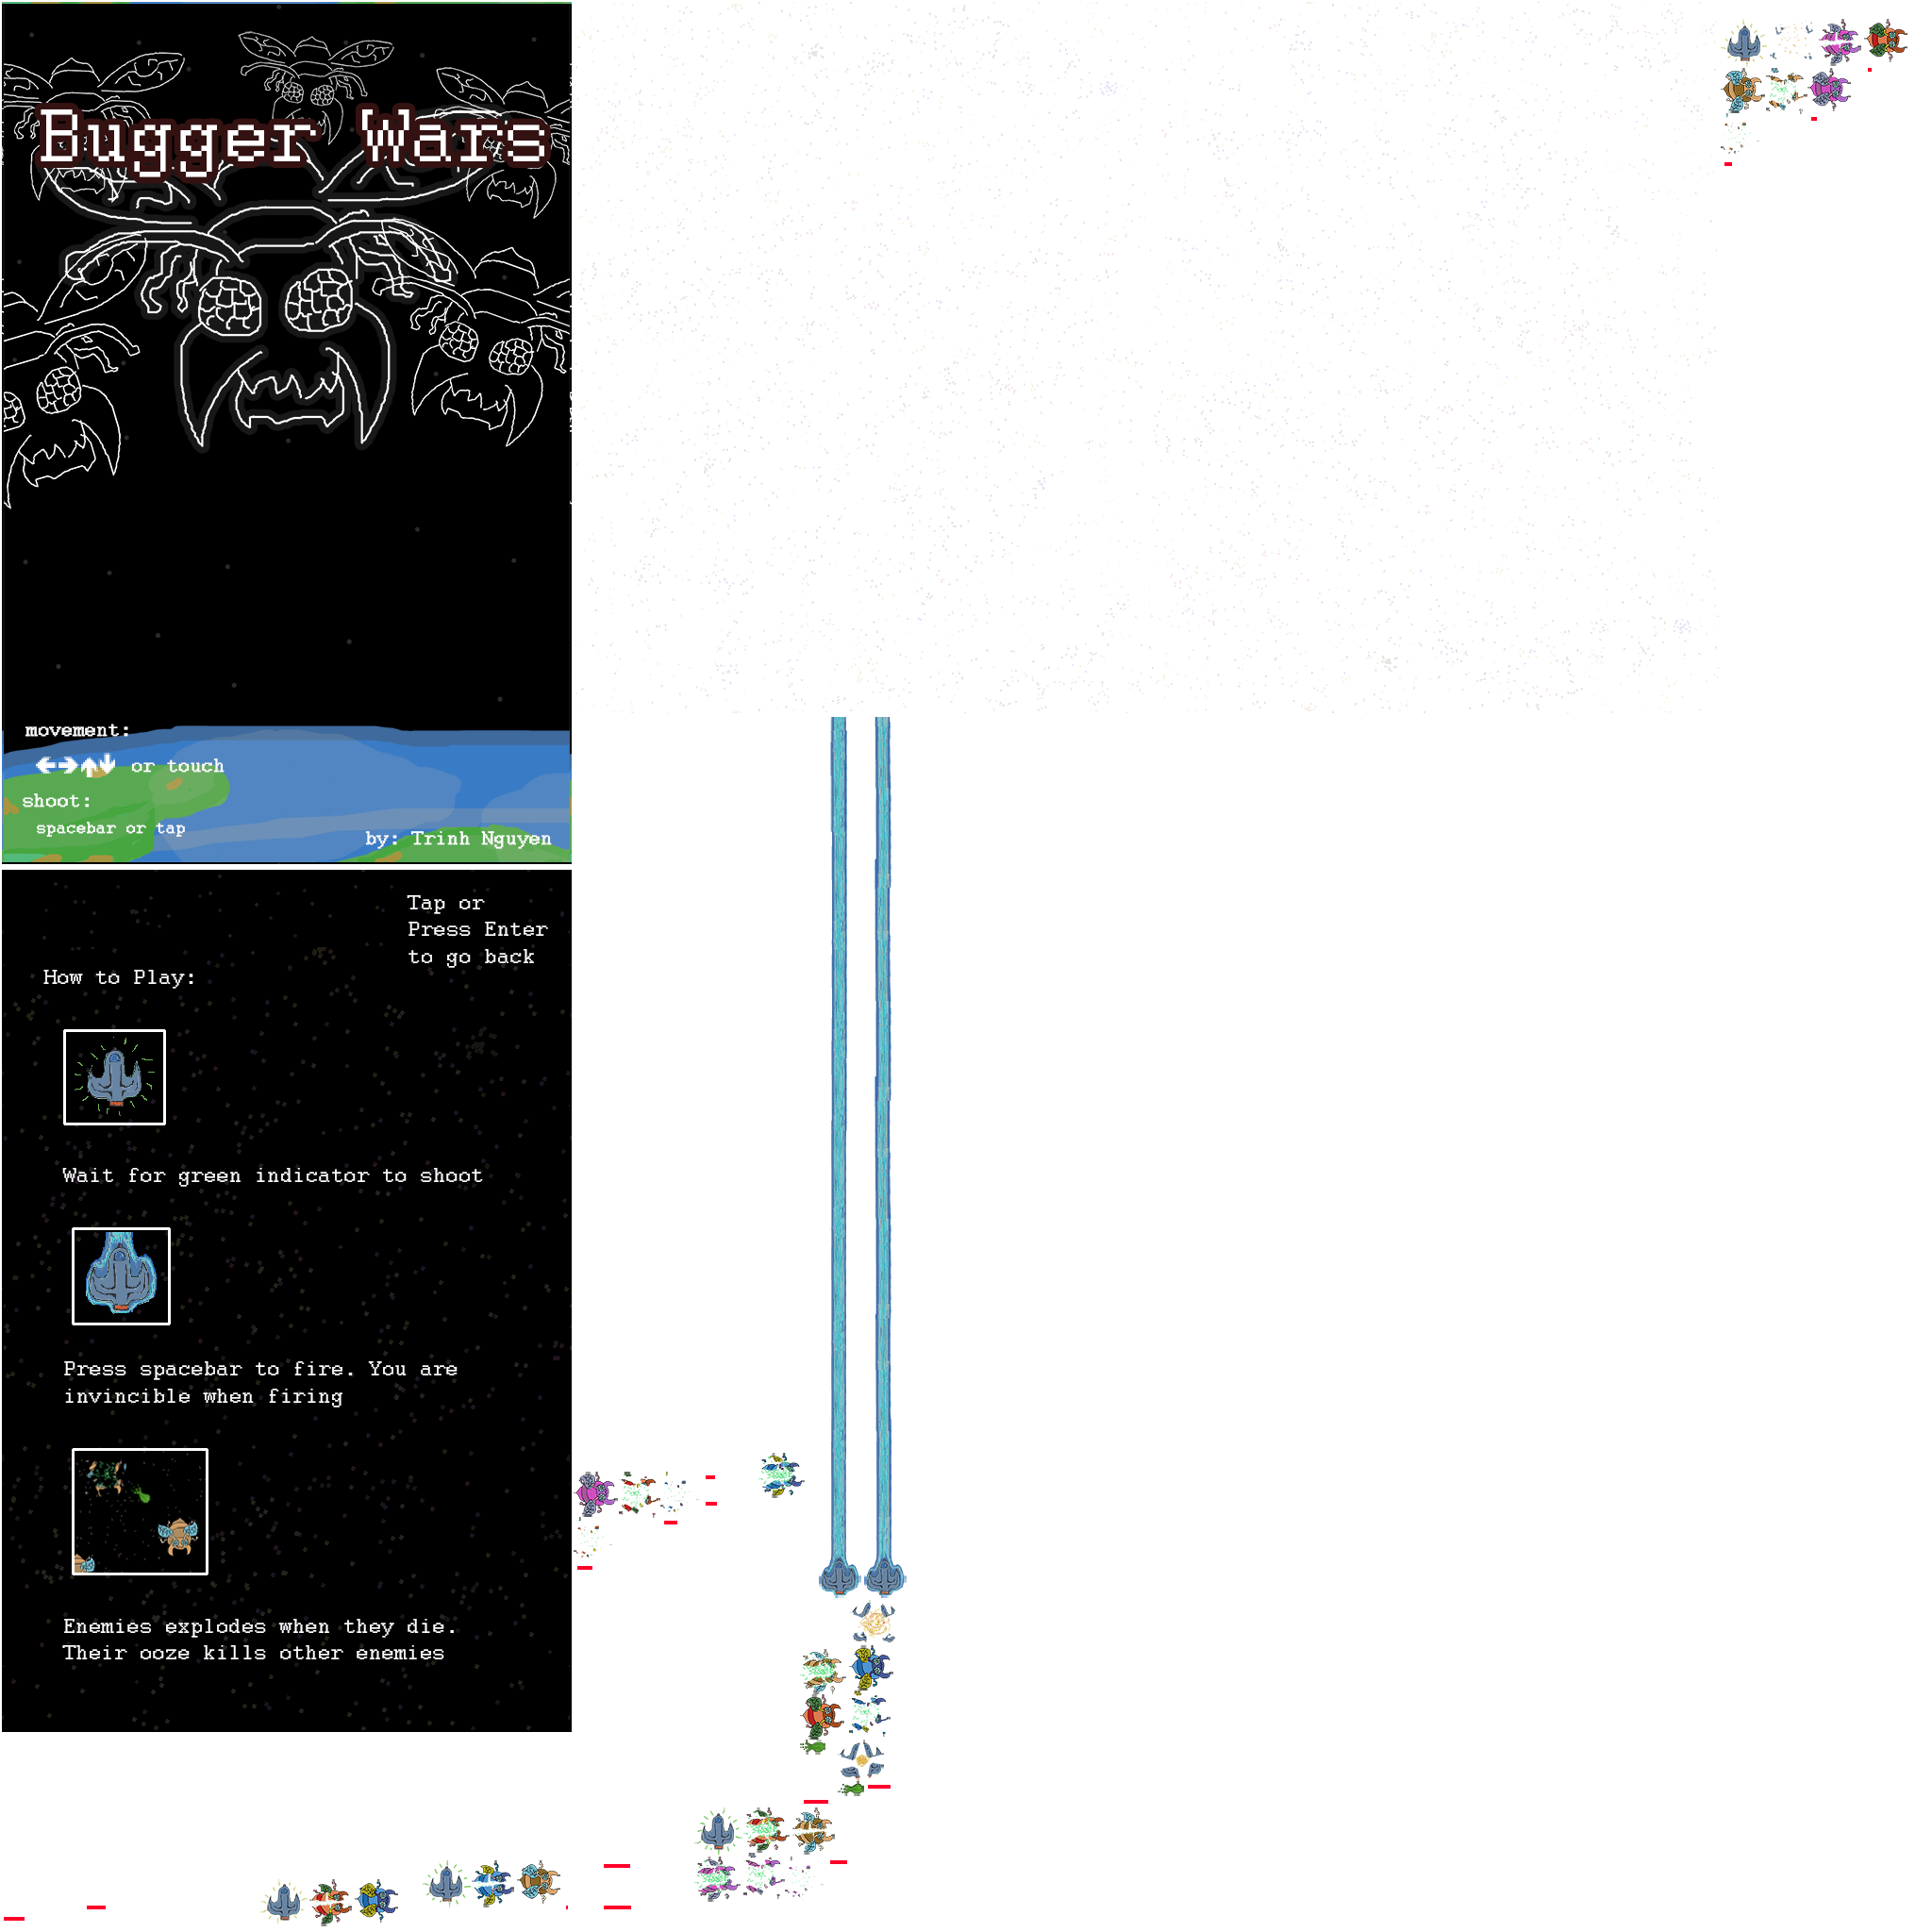 Bugger Wars
movement:
←→↑↓ or touch
shoot:
spacebar or tap
by: Trinh Nguyen
Tap or
Press Enter
to go back
How to Play:
Wait for green indicator to shoot
Press spacebar to fire. You are
invincible when firing
Enemies explodes when they die.
Their ooze kills other enemies